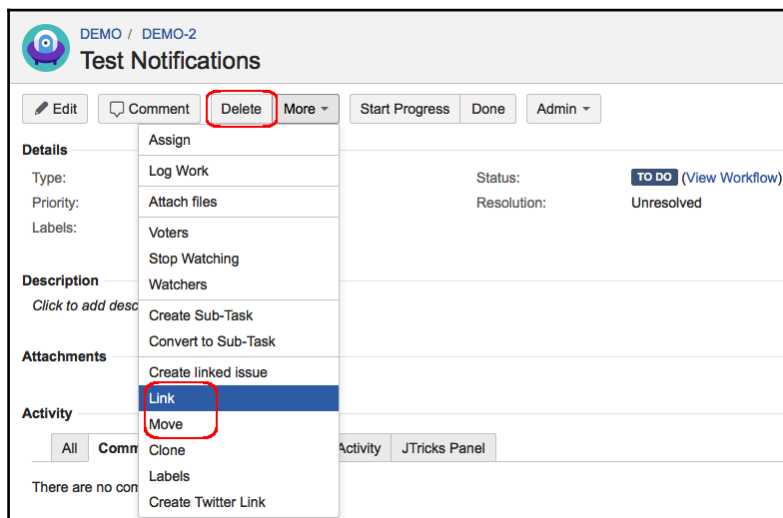 DEMO / DEMO-2
Test Notifications
Edit Comment Delete More Start Progress Done Admin
Assign
Details
Log Work
Type: Status: TO DO (View Workflow)
Priority: Attach files Resolution: Unresolved
Labels: Voters
Stop Watching
Description Watchers
Click to add desc
Create Sub-Task
Convert to Sub-Task
Attachments
Create linked issue
Link
Activity
Move
All Comm Clone Activity JTricks Panel
Labels
There are no com
Create Twitter Link